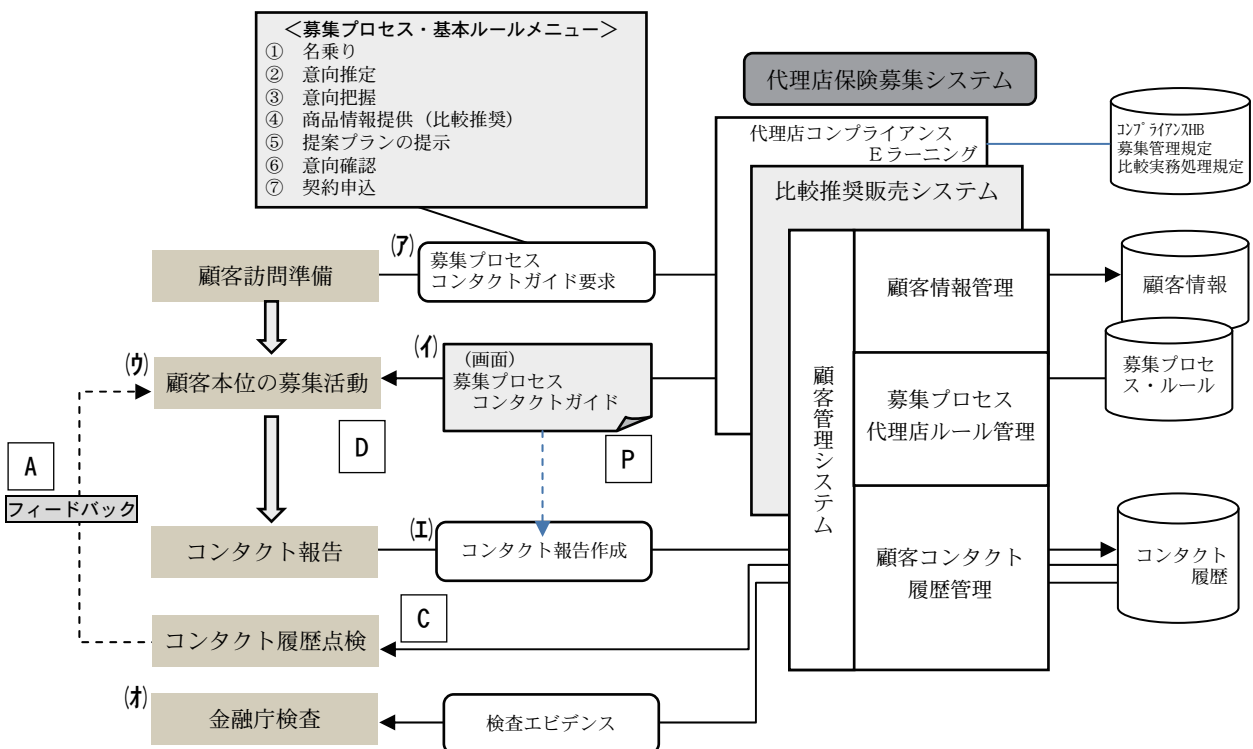 ＜募集プロセス・基本ルールメニュー＞
① 名乗り
② 意向推定
③ 意向把握
④ 商品情報提供（比較推奨）
⑤ 提案プランの提示
⑥ 意向確認
⑦ 契約申込
代理店保険募集システム
代理店コンプライアンス
Ｅラーニング
ｺﾝﾌﾟﾗｲｱﾝｽHB
募集管理規定
比較実務処理規定
比較推奨販売システム
(ア)
顧客訪問準備
募集プロセス
コンタクトガイド要求
顧客情報管理
顧客情報
(イ)
(ウ)
顧客本位の募集活動
(画面)
募集プロセス
コンタクトガイド
顧客管理システム
募集プロセス
代理店ルール管理
募集プロセ
ス・ルール
D
P
A
フィードバック
(エ)
コンタクト報告
コンタクト報告作成
顧客コンタクト
履歴管理
コンタクト
履歴
C
コンタクト履歴点検
(オ)
金融庁検査
検査エビデンス